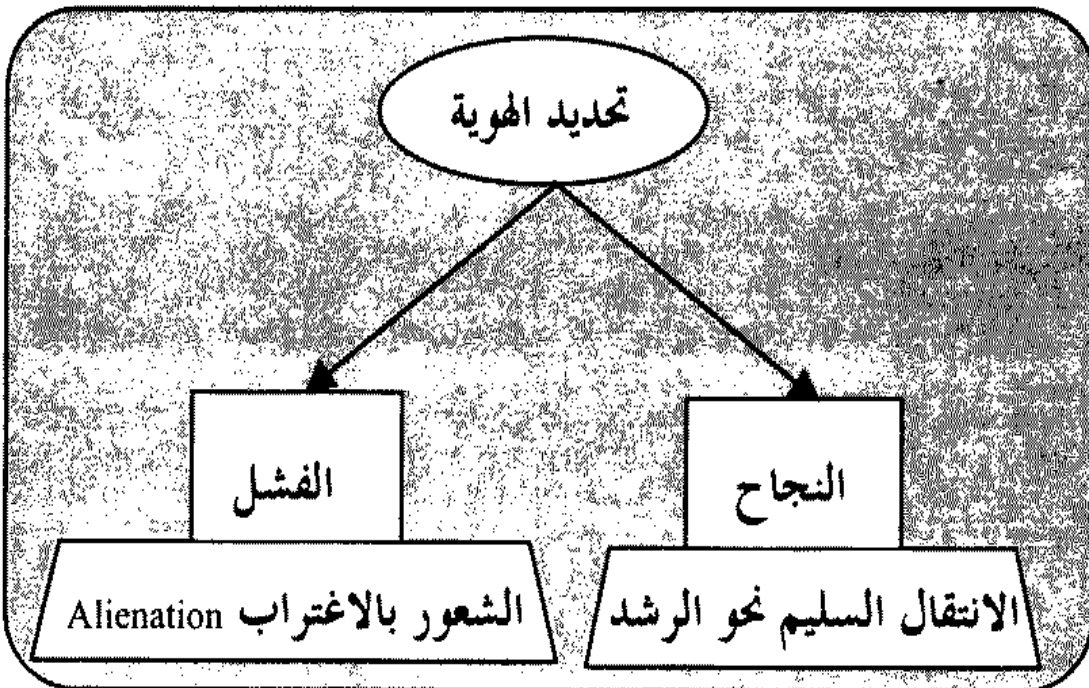 تحديد الهوية
النجاح
الفشل
الانتقال السليم نحو الرشد
الشعور بالاغتراب Alienation